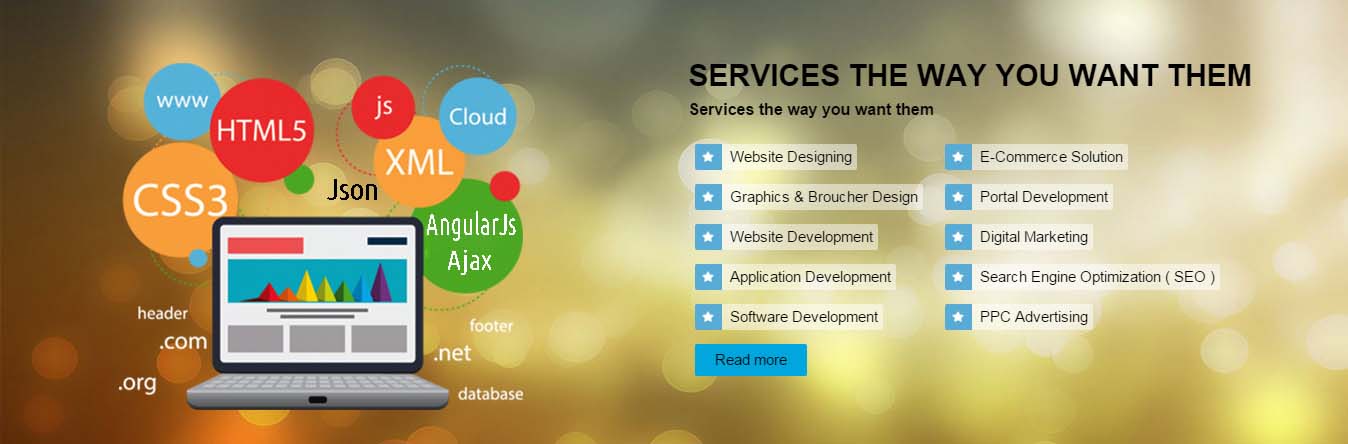 www
HTML5
CSS3
js
XML
Cloud
Json
AngularJs
Ajax
header
.com
.org
footer
.net
database
SERVICES THE WAY YOU WANT THEM
Services the way you want them
Website Designing
E-Commerce Solution
Graphics & Broucher Design
Portal Development
Website Development
Digital Marketing
Application Development
Search Engine Optimization ( SEO )
Software Development
PPC Advertising
Read more